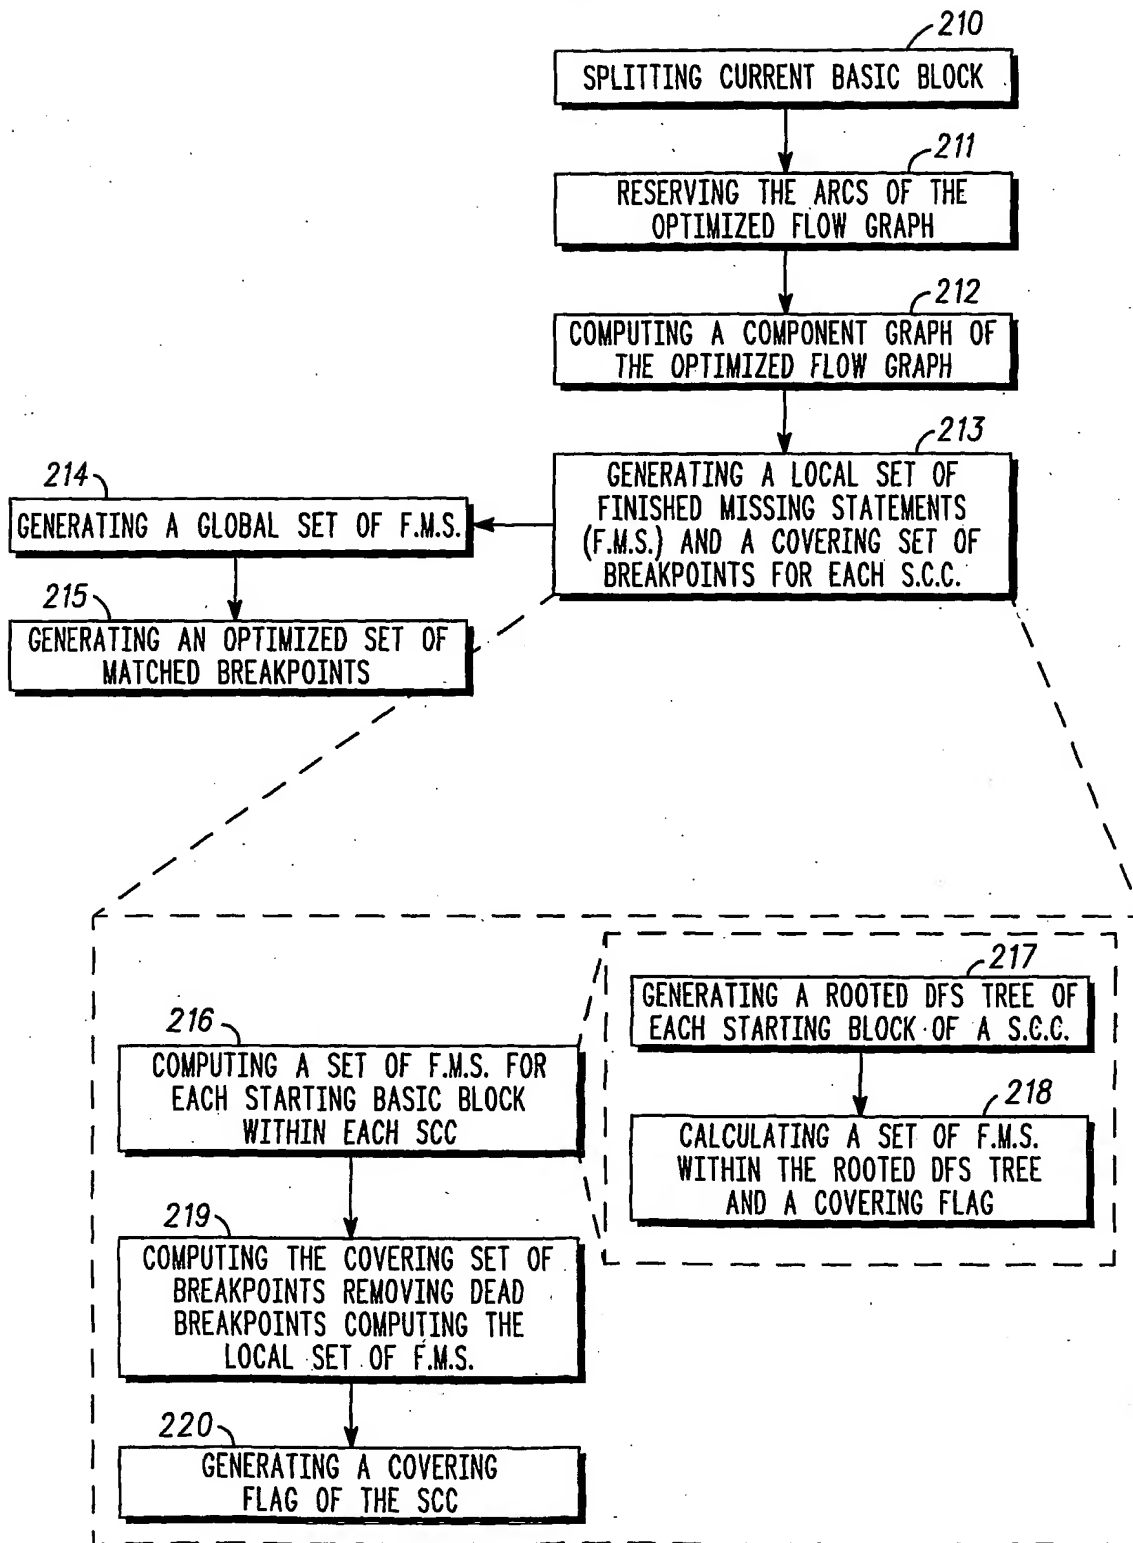 210
SPLITTING CURRENT BASIC BLOCK
211
RESERVING THE ARCS OF THE
OPTIMIZED FLOW GRAPH
212
COMPUTING A COMPONENT GRAPH OF
THE OPTIMIZED FLOW GRAPH
213
GENERATING A LOCAL SET OF
FINISHED MISSING STATEMENTS
(F.M.S.) AND A COVERING SET OF
BREAKPOINTS FOR EACH S.C.C.
214
GENERATING A GLOBAL SET OF F.M.S.
215
GENERATING AN OPTIMIZED SET OF
MATCHED BREAKPOINTS
216
COMPUTING A SET OF F.M.S. FOR
EACH STARTING BASIC BLOCK
WITHIN EACH SCC
217
GENERATING A ROOTED DFS TREE OF
EACH STARTING BLOCK OF A S.C.C.
218
CALCULATING A SET OF F.M.S.
WITHIN THE ROOTED DFS TREE
AND A COVERING FLAG
219
COMPUTING THE COVERING SET OF
BREAKPOINTS REMOVING DEAD
BREAKPOINTS COMPUTING THE
LOCAL SET OF F.M.S.
220
GENERATING A COVERING
FLAG OF THE SCC